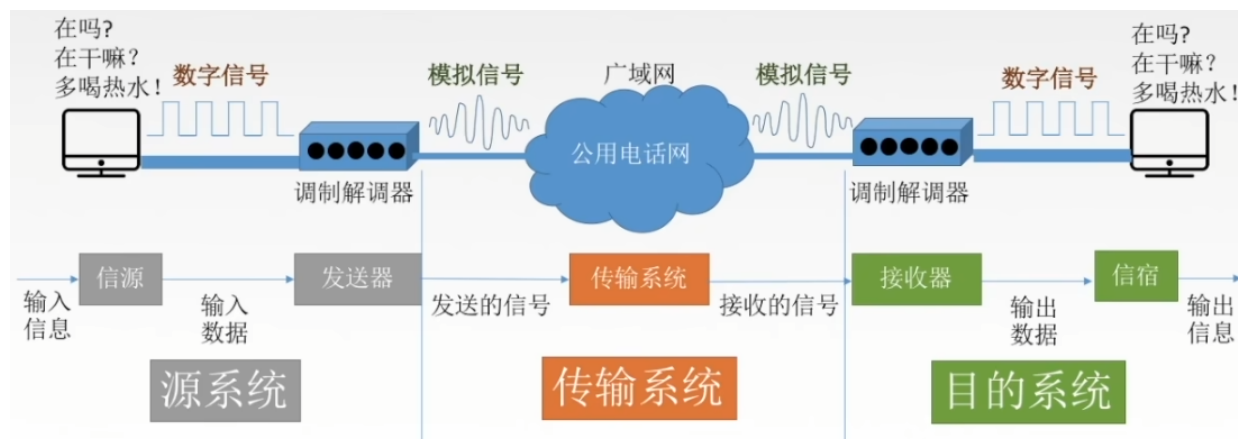 在吗?
在干嘛?
多喝热水!
数字信号
模拟信号
广域网
模拟信号
数字信号
在吗?
在干嘛?
多喝热水!
公用电话网
调制解调器
调制解调器
信源
发送器
传输系统
接收器
信宿
输入
信息
输入
数据
发送的信号
接收的信号
输出
数据
输出
信息
源系统
传输系统
目的系统